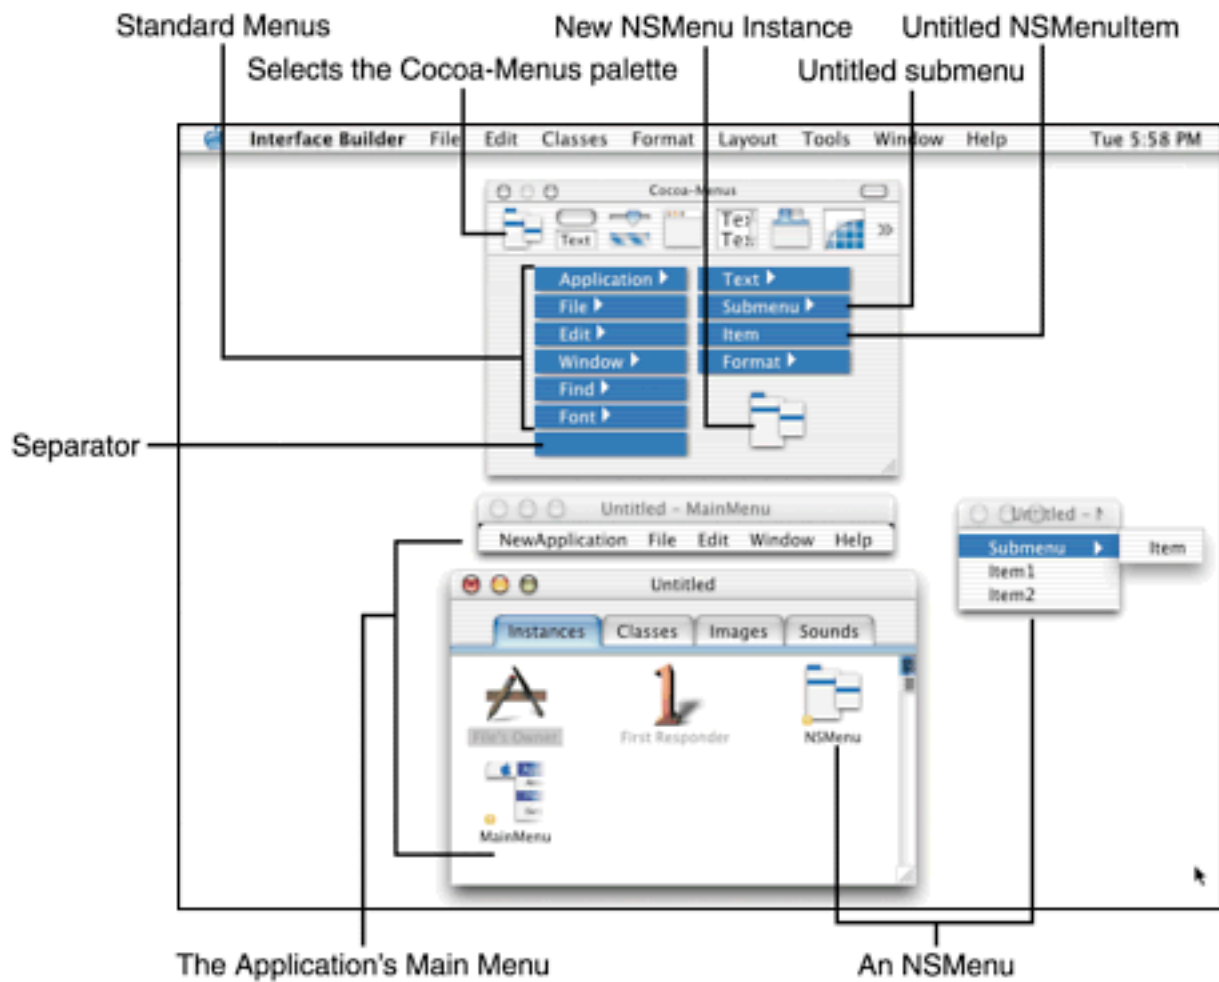 Standard Menus
New NSMenu Instance
Untitled NSMenuItem
Selects the Cocoa-Menus palette
Untitled submenu
Interface Builder File Edit Classes Format Layout Tools Window Help Tue 5:58 PM
Cocoa-Menus
Text
Application
Text
File
Submenu
Edit
Item
Window
Format
Find
Font
Separator
Untitled - MainMenu
NewApplication File Edit Window Help
Untitled -
Submenu
Item
Item1
Item2
Untitled
Instances Classes Images Sounds
File's Owner
First Responder
NSMenu
MainMenu
The Application's Main Menu
An NSMenu